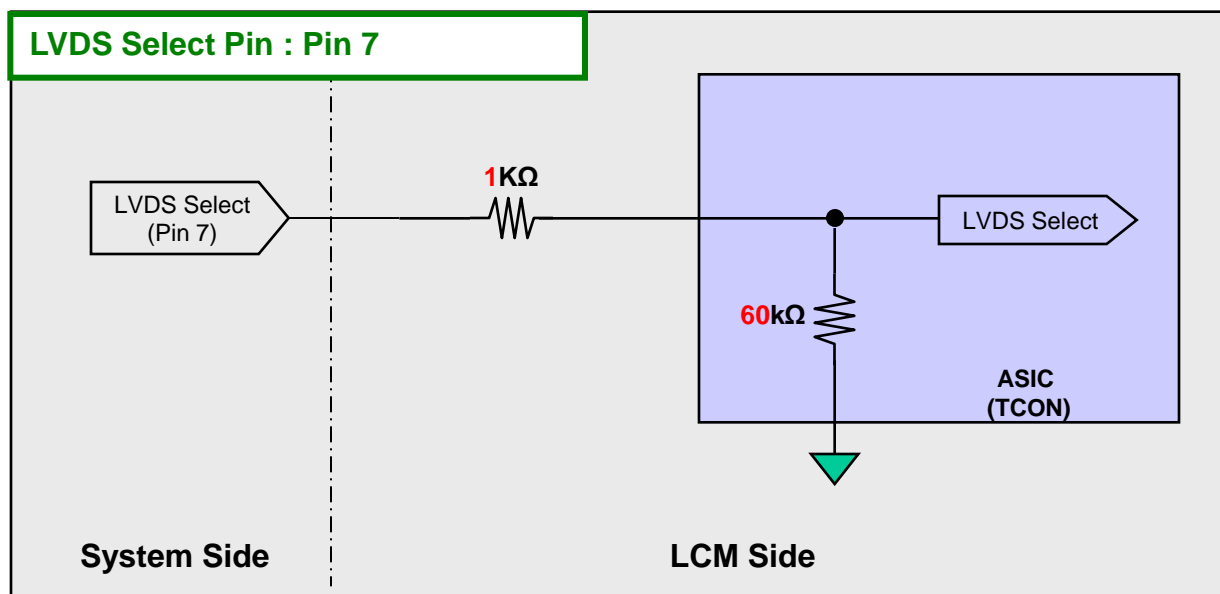 LVDS Select Pin : Pin 7
1KΩ
LVDS Select
(Pin 7)
LVDS Select
60kΩ
ASIC
(TCON)
System Side
LCM Side